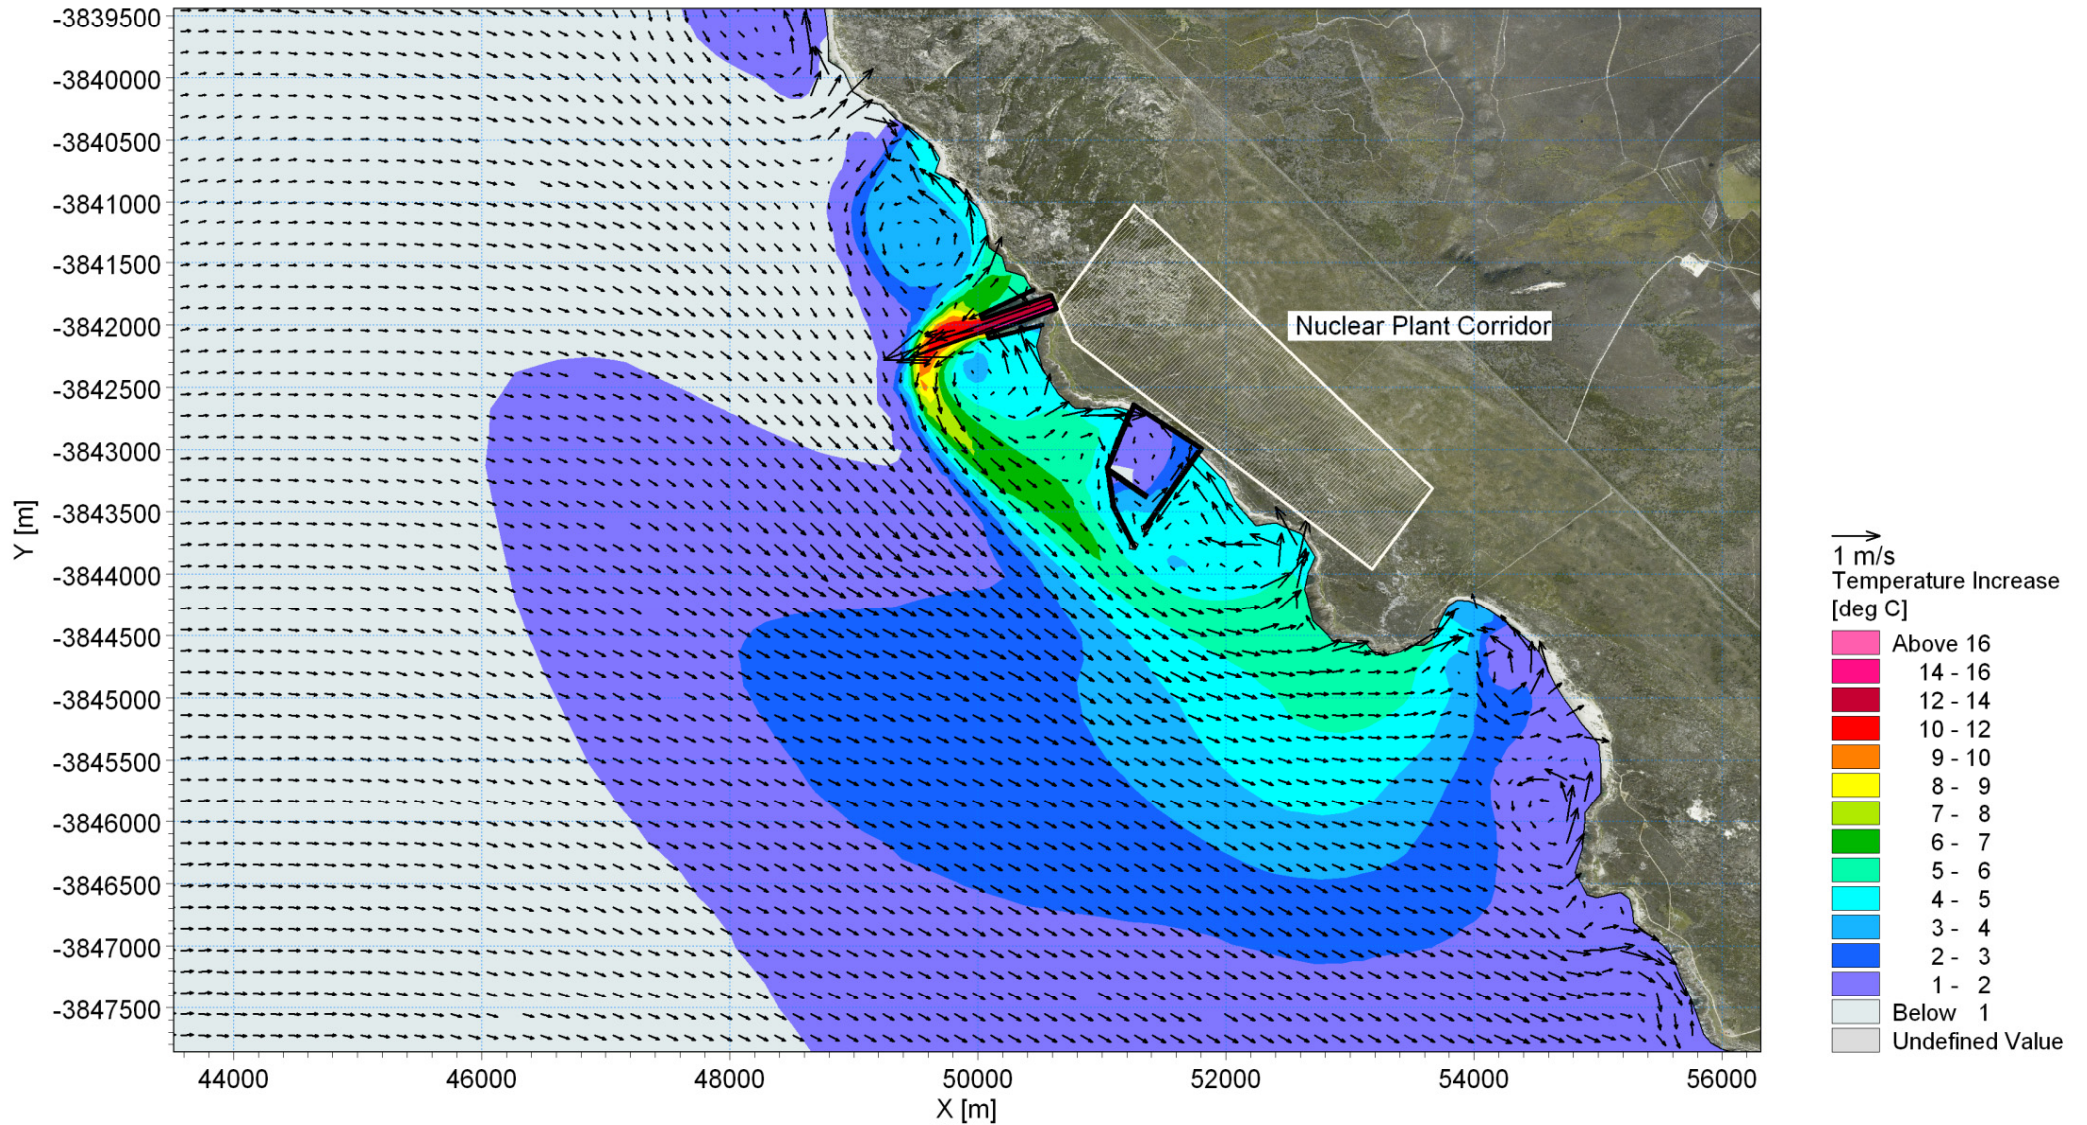 -3839500
-3840000
-3840500
-3841000
-3841500
-3842000
-3842500
-3843000
-3843500
-3844000
-3844500
-3845000
-3845500
-3846000
-3846500
-3847000
-3847500
Y [m]
44000 46000 48000 50000 52000 54000 56000
X [m]
Nuclear Plant Corridor
1 m/s
Temperature Increase
[deg C]
Above 16
14 - 16
12 - 14
10 - 12
9 - 10
8 - 9
7 - 8
6 - 7
5 - 6
4 - 5
3 - 4
2 - 3
1 - 2
Below 1
Undefined Value